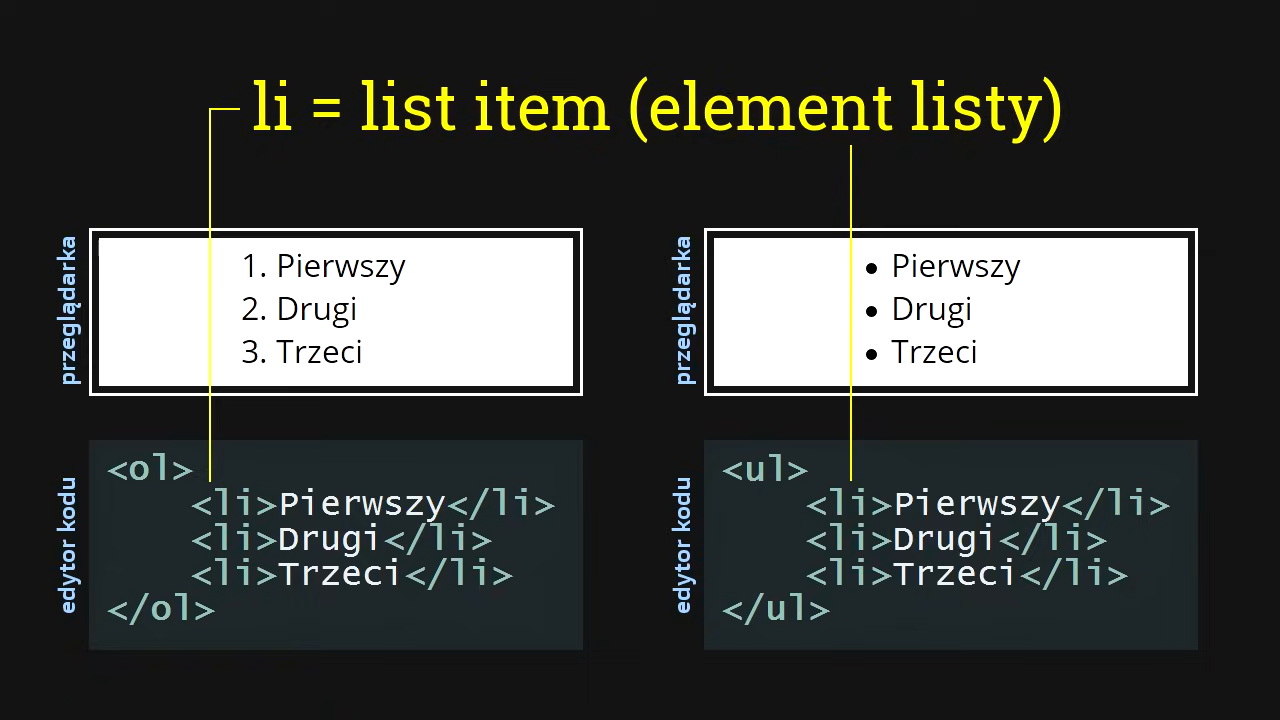 li = list item (element listy)
przeglądarka
1. Pierwszy
2. Drugi
3. Trzeci
edytor kodu
<ol>
<li>Pierwszy</li>
<li>Drugi</li>
<li>Trzeci</li>
</ol>
przeglądarka
• Pierwszy
• Drugi
• Trzeci
edytor kodu
<ul>
<li>Pierwszy</li>
<li>Drugi</li>
<li>Trzeci</li>
</ul>